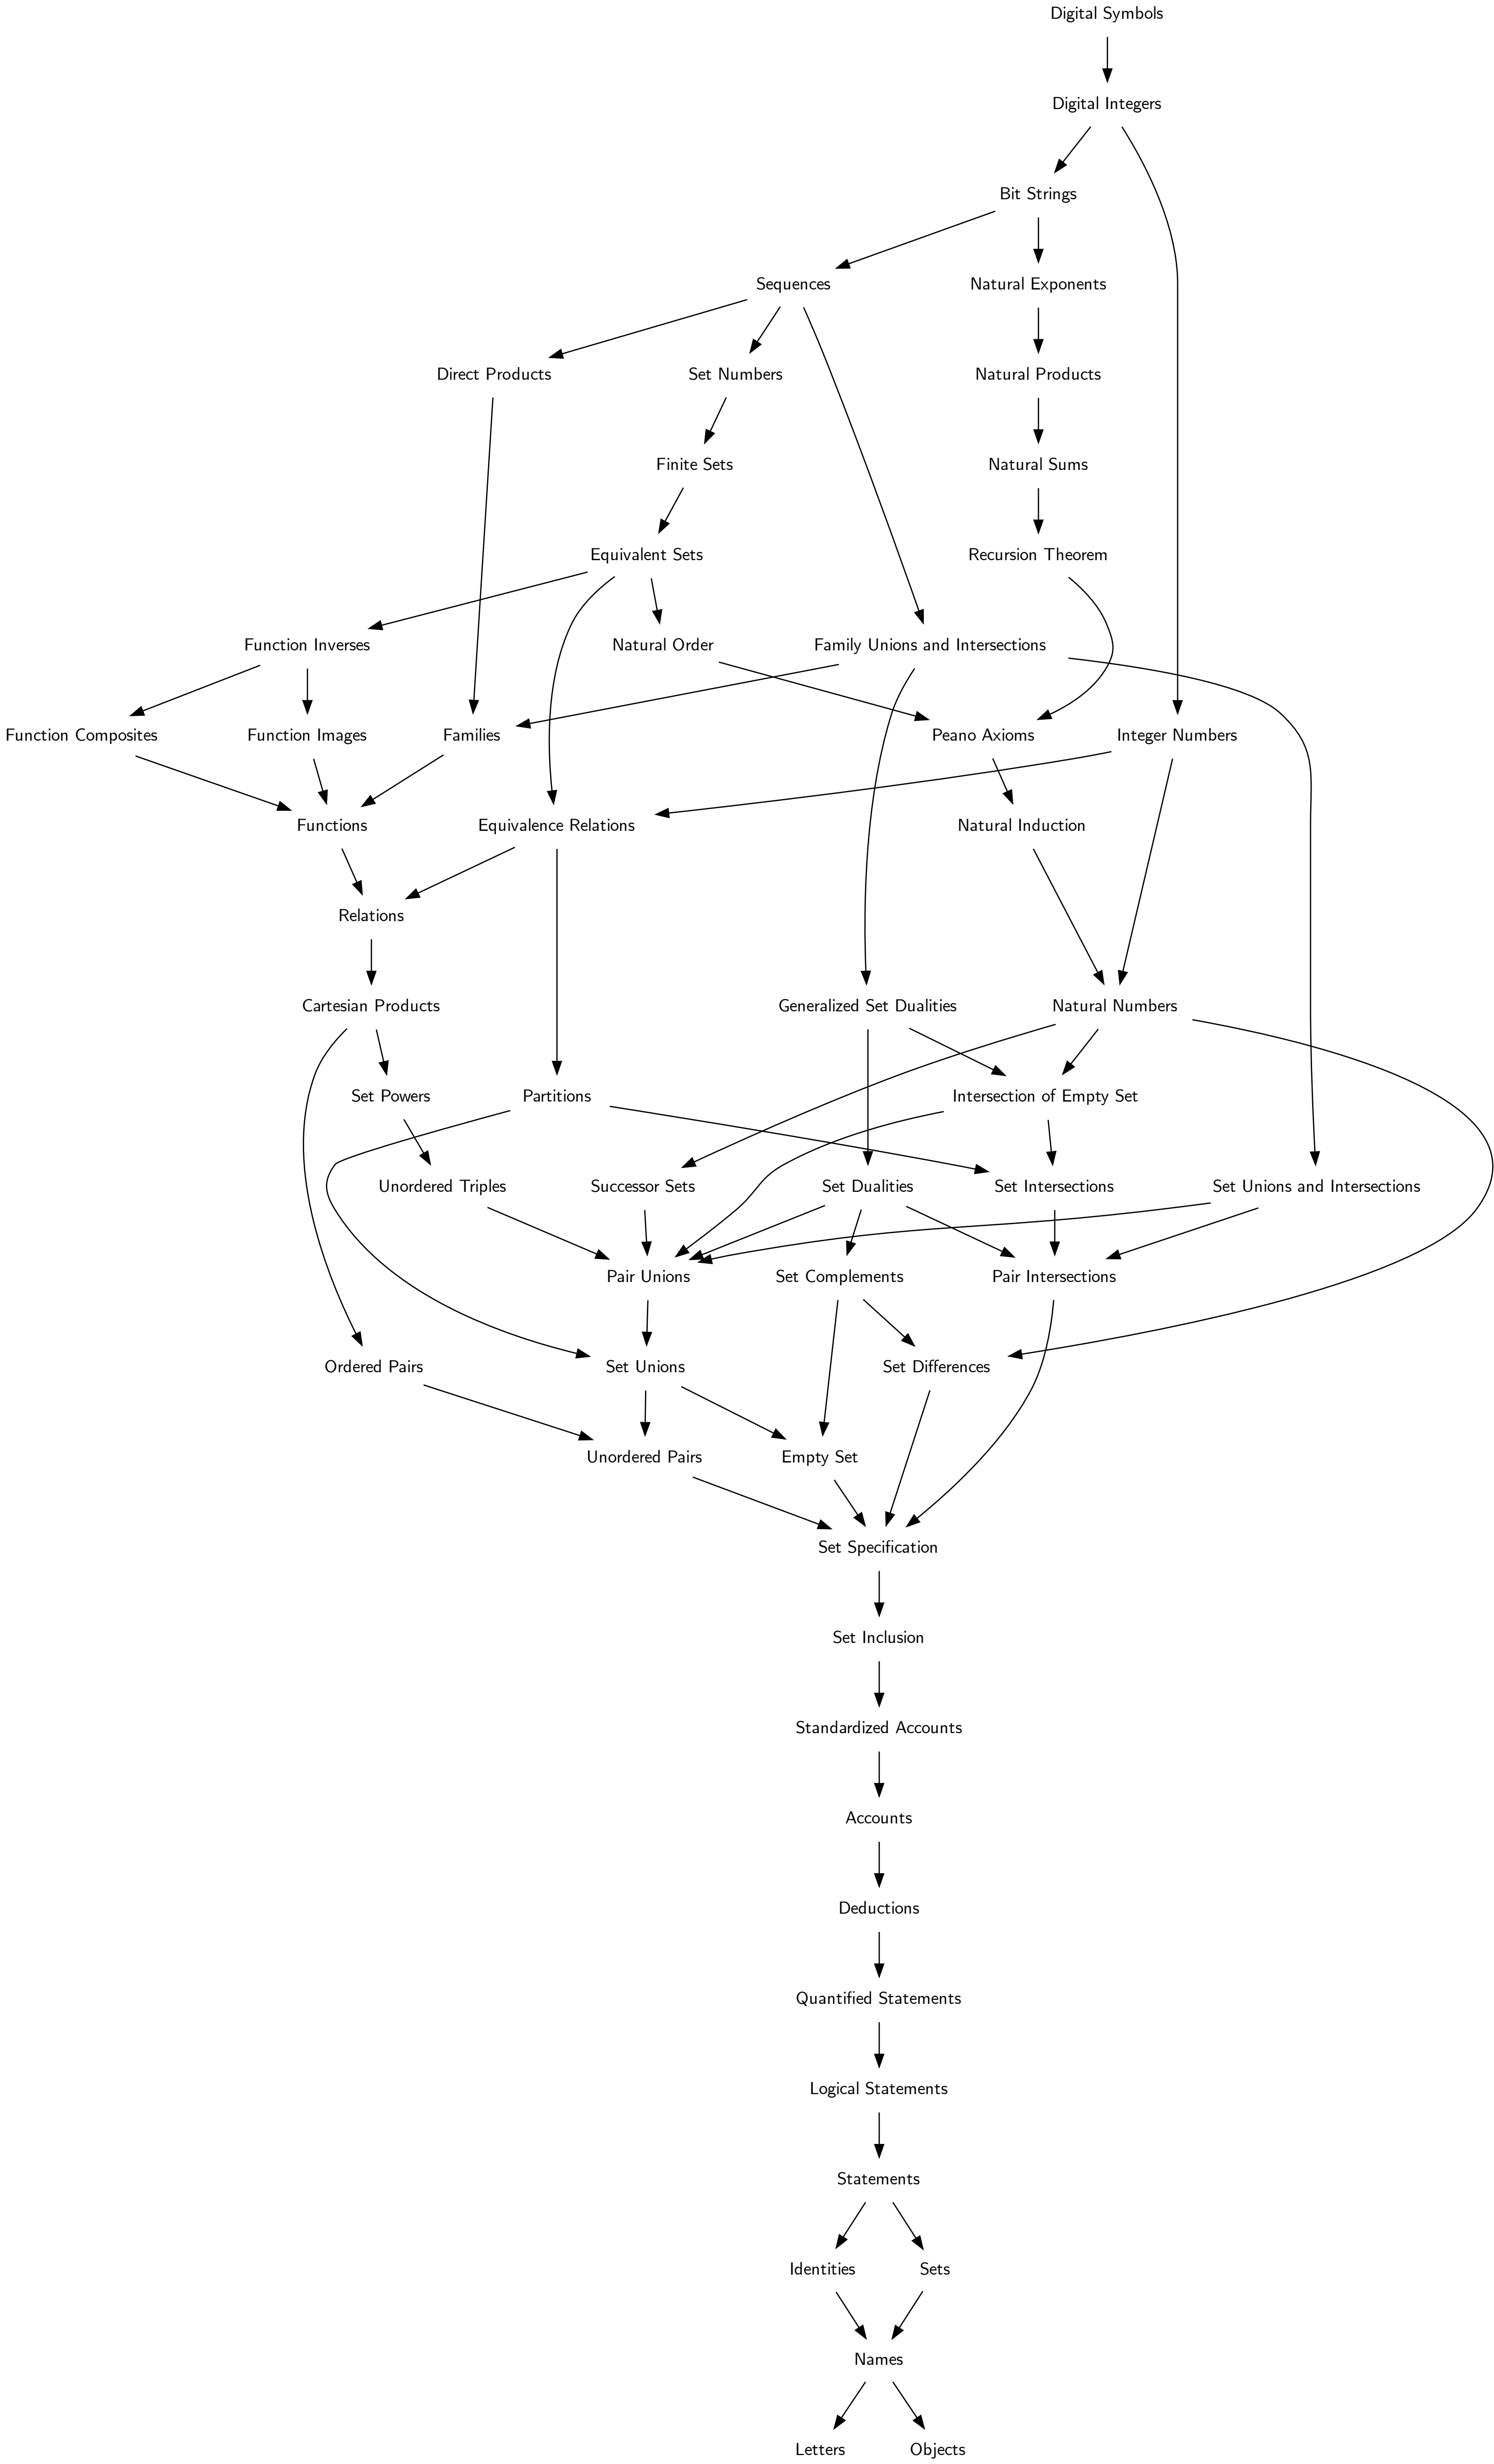 Digital Symbols
Digital Integers
Bit Strings
Sequences
Natural Exponents
Direct Products
Set Numbers
Natural Products
Finite Sets
Natural Sums
Equivalent Sets
Recursion Theorem
Function Inverses
Natural Order
Family Unions and Intersections
Function Composites
Function Images
Families
Peano Axioms
Integer Numbers
Functions
Equivalence Relations
Natural Induction
Relations
Cartesian Products
Generalized Set Dualities
Natural Numbers
Set Powers
Partitions
Intersection of Empty Set
Unordered Triples
Successor Sets
Set Dualities
Set Intersections
Set Unions and Intersections
Pair Unions
Set Complements
Pair Intersections
Ordered Pairs
Set Unions
Set Differences
Unordered Pairs
Empty Set
Set Specification
Set Inclusion
Standardized Accounts
Accounts
Deductions
Quantified Statements
Logical Statements
Statements
Identities
Sets
Names
Letters
Objects